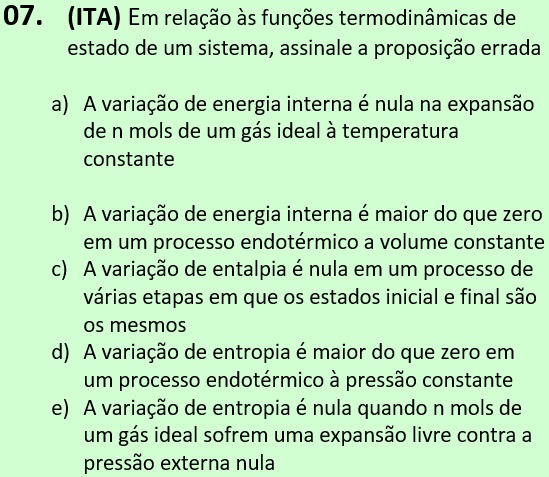 07. (ITA) Em relação às funções termodinâmicas de
estado de um sistema, assinale a proposição errada
a) A variação de energia interna é nula na expansão
de n mols de um gás ideal à temperatura
constante
b) A variação de energia interna é maior do que zero
em um processo endotérmico a volume constante
c) A variação de entalpia é nula em um processo de
várias etapas em que os estados inicial e final são
os mesmos
d) A variação de entropia é maior do que zero em
um processo endotérmico à pressão constante
e) A variação de entropia é nula quando n mols de
um gás ideal sofrem uma expansão livre contra a
pressão externa nula